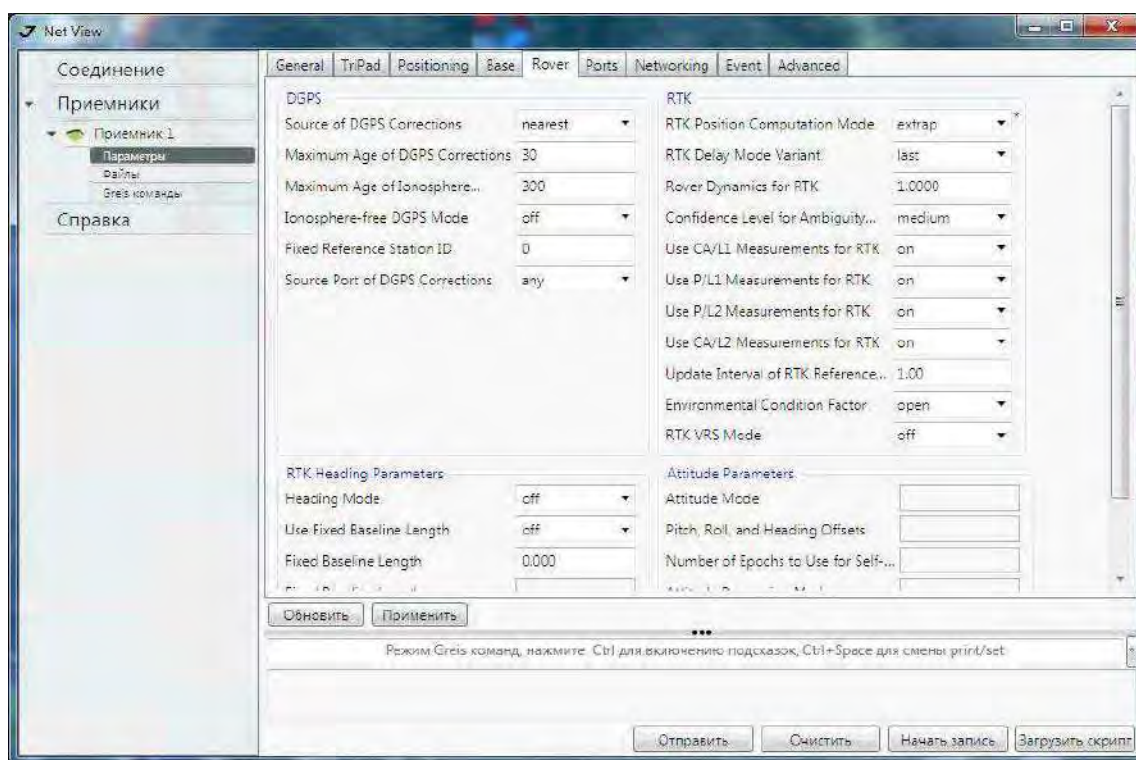 Net View
Соединение
Приемники
Приемник 1
Параметры
Файлы
Greis команды
Справка
General TriPad Positioning Base Rover Ports Networking Event Advanced
DGPS
Source of DGPS Corrections nearest
Maximum Age of DGPS Corrections 30
Maximum Age of Ionosphere... 300
Ionosphere-free DGPS Mode off
Fixed Reference Station ID 0
Source Port of DGPS Corrections any
RTK
RTK Position Computation Mode extrap
RTK Delay Mode Variant last
Rover Dynamics for RTK 1.0000
Confidence Level for Ambiguity... medium
Use CA/L1 Measurements for RTK on
Use P/L1 Measurements for RTK on
Use P/L2 Measurements for RTK on
Use CA/L2 Measurements for RTK on
Update Interval of RTK Reference... 1.00
Environmental Condition Factor open
RTK VRS Mode off
RTK Heading Parameters
Heading Mode off
Use Fixed Baseline Length off
Fixed Baseline Length 0.000
Attitude Parameters
Attitude Mode
Pitch, Roll, and Heading Offsets
Number of Epochs to Use for Self-...
Обновить Применить
Режим Greis команд, нажмите Ctrl для включению подсказок, Ctrl+Space для смены print/set
Отправить Очистить Начать запись Загрузить скрипт